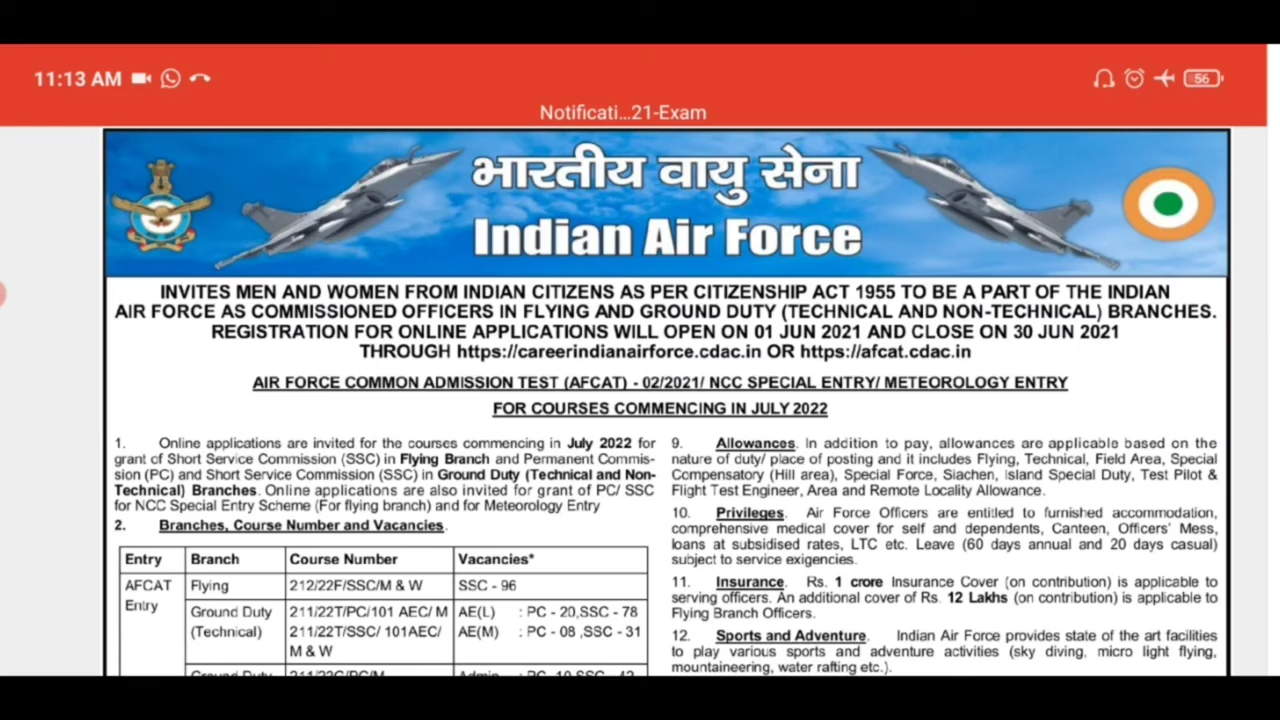 11:13 AM
56
Notificati...21-Exam
भारतीय वायु सेना
Indian Air Force
INVITES MEN AND WOMEN FROM INDIAN CITIZENS AS PER CITIZENSHIP ACT 1955 TO BE A PART OF THE INDIAN
AIR FORCE AS COMMISSIONED OFFICERS IN FLYING AND GROUND DUTY (TECHNICAL AND NON-TECHNICAL) BRANCHES.
REGISTRATION FOR ONLINE APPLICATIONS WILL OPEN ON 01 JUN 2021 AND CLOSE ON 30 JUN 2021
THROUGH https://careerindianairforce.cdac.in OR https://afcat.cdac.in
AIR FORCE COMMON ADMISSION TEST (AFCAT) - 02/2021/ NCC SPECIAL ENTRY/ METEOROLOGY ENTRY
FOR COURSES COMMENCING IN JULY 2022
1. Online applications are invited for the courses commencing in July 2022 for
grant of Short Service Commission (SSC) in Flying Branch and Permanent Commis-
sion (PC) and Short Service Commission (SSC) in Ground Duty (Technical and Non-
Technical) Branches. Online applications are also invited for grant of PC/ SSC
for NCC Special Entry Scheme (For flying branch) and for Meteorology Entry
2. Branches, Course Number and Vacancies.
Entry Branch Course Number Vacancies*
AFCAT Flying 212/22F/SSC/M & W SSC - 96
Entry Ground Duty 211/22T/PC/101 AEC/ M AE(L) : PC - 20,SSC - 78
(Technical) 211/22T/SSC/ 101AEC/ AE(M) : PC - 08 ,SSC - 31
M & W
Ground Duty 211/22G/PC/M Admin : PC-10,SSC - 42
9. Allowances. In addition to pay, allowances are applicable based on the
nature of duty/ place of posting and it includes Flying, Technical, Field Area, Special
Compensatory (Hill area), Special Force, Siachen, Island Special Duty, Test Pilot &
Flight Test Engineer, Area and Remote Locality Allowance.
10. Privileges. Air Force Officers are entitled to furnished accommodation,
comprehensive medical cover for self and dependents, Canteen, Officers' Mess,
loans at subsidised rates, LTC etc. Leave (60 days annual and 20 days casual)
subject to service exigencies.
11. Insurance. Rs. 1 crore Insurance Cover (on contribution) is applicable to
serving officers. An additional cover of Rs. 12 Lakhs (on contribution) is applicable to
Flying Branch Officers.
12. Sports and Adventure. Indian Air Force provides state of the art facilities
to play various sports and adventure activities (sky diving, micro light flying,
mountaineering, water rafting etc.).